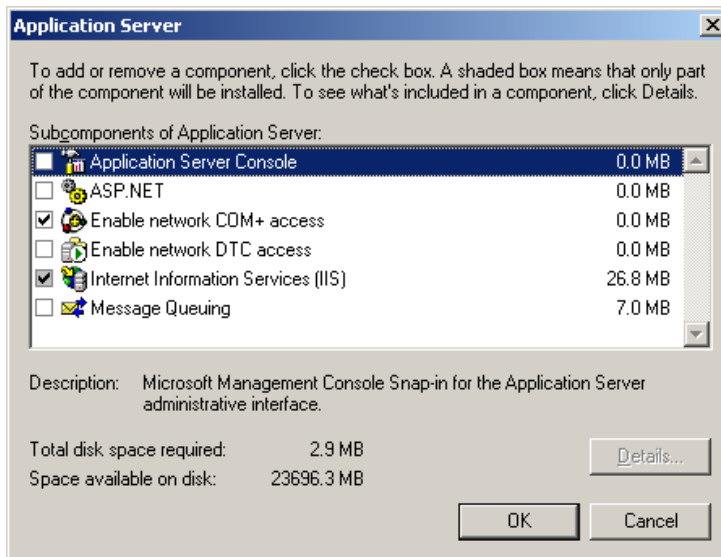 Application Server
To add or remove a component, click the check box. A shaded box means that only part
of the component will be installed. To see what's included in a component, click Details.
Subcomponents of Application Server:
Application Server Console 0.0 MB
ASP.NET 0.0 MB
Enable network COM+ access 0.0 MB
Enable network DTC access 0.0 MB
Internet Information Services (IIS) 26.8 MB
Message Queuing 7.0 MB
Description: Microsoft Management Console Snap-in for the Application Server
administrative interface.
Total disk space required: 2.9 MB
Details...
Space available on disk: 23696.3 MB
OK Cancel